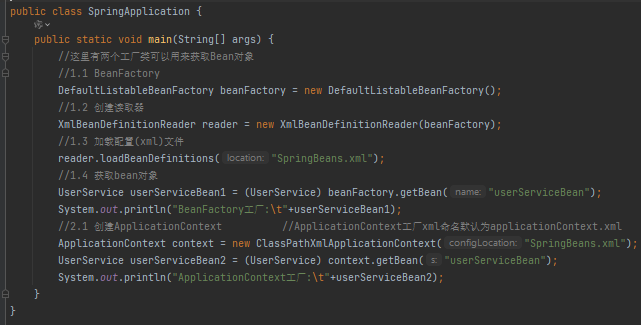 public class SpringApplication {
public static void main(String[] args) {
//这里有两个工厂类可以用来获取Bean对象
//1.1 BeanFactory
DefaultListableBeanFactory beanFactory = new DefaultListableBeanFactory();
//1.2 创建读取器
XmlBeanDefinitionReader reader = new XmlBeanDefinitionReader(beanFactory);
//1.3 加载配置(xml)文件
reader.loadBeanDefinitions( location: "SpringBeans.xml");
//1.4 获取bean对象
UserService userServiceBean1 = (UserService) beanFactory.getBean( name: "userServiceBean");
System.out.println("BeanFactory工厂:\t"+userServiceBean1);
//2.1 创建ApplicationContext //ApplicationContext工厂xml命名默认为applicationContext.xml
ApplicationContext context = new ClassPathXmlApplicationContext( configLocation: "SpringBeans.xml");
UserService userServiceBean2 = (UserService) context.getBean( s: "userServiceBean");
System.out.println("ApplicationContext工厂:\t"+userServiceBean2);
}
}